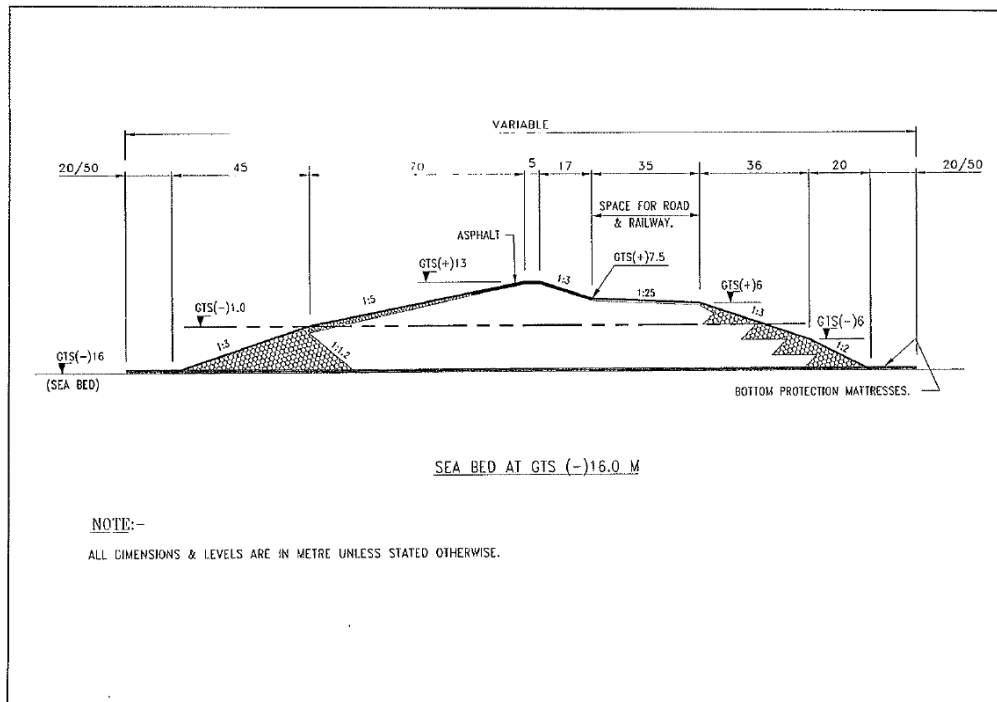 VARIABLE
20/50 45 70 5 17 35 36 20 20/50
SPACE FOR ROAD
& RAILWAY.
ASPHALT
GTS(+)13
GTS(+)7.5
1:3
GTS(+)6
1:5
1:25
GTS(-)1.0
1:3
GTS(-)6
1:3
1:1.2
1:2
GTS(-)16
(SEA BED)
BOTTOM PROTECTION MATTRESSES.
SEA BED AT GTS (-)16.0 M
NOTE:-
ALL DIMENSIONS & LEVELS ARE IN METRE UNLESS STATED OTHERWISE.